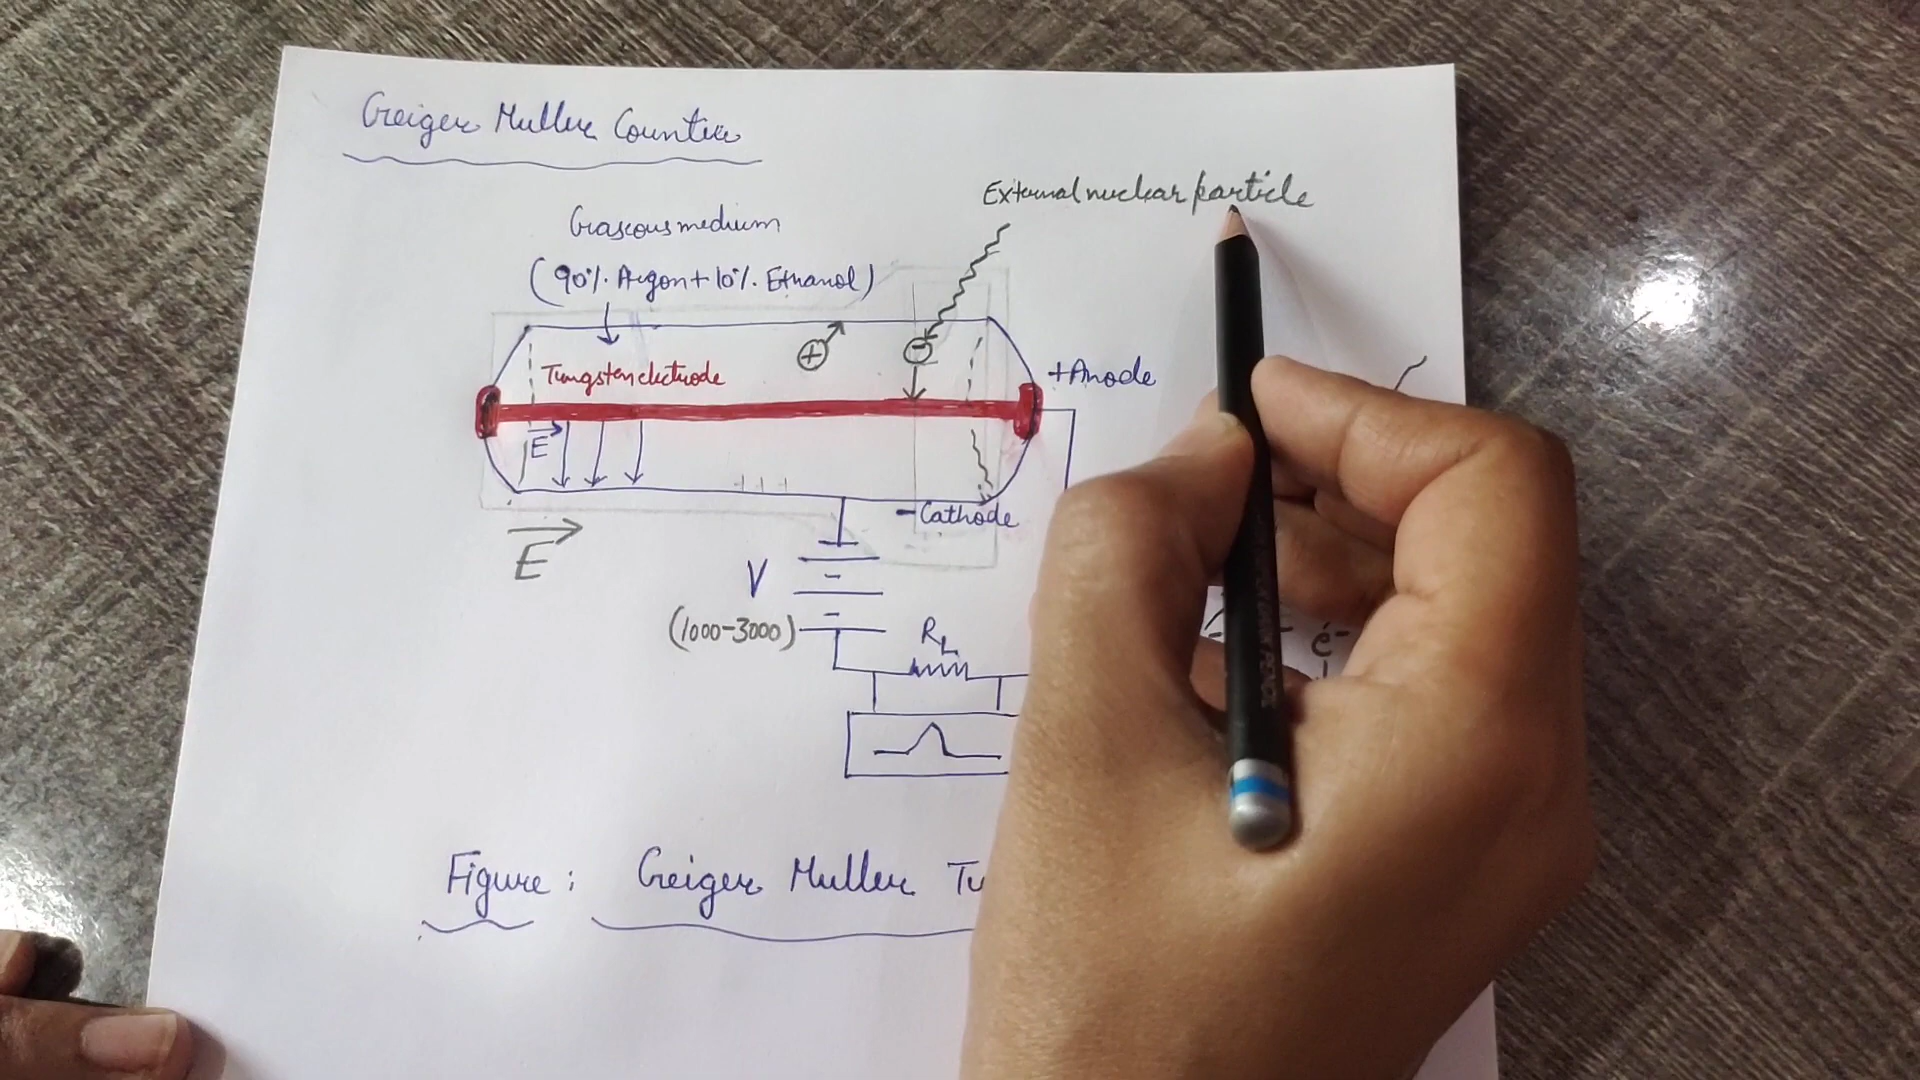 Geiger Muller Counter
External nuclear particle
Gaseous medium
(90% Argon + 10% Ethanol)
+
-
Tungsten electrode
+Anode
E
- Cathode
E
V
(1000-3000)
RL
e-
Figure : Geiger Muller Tu